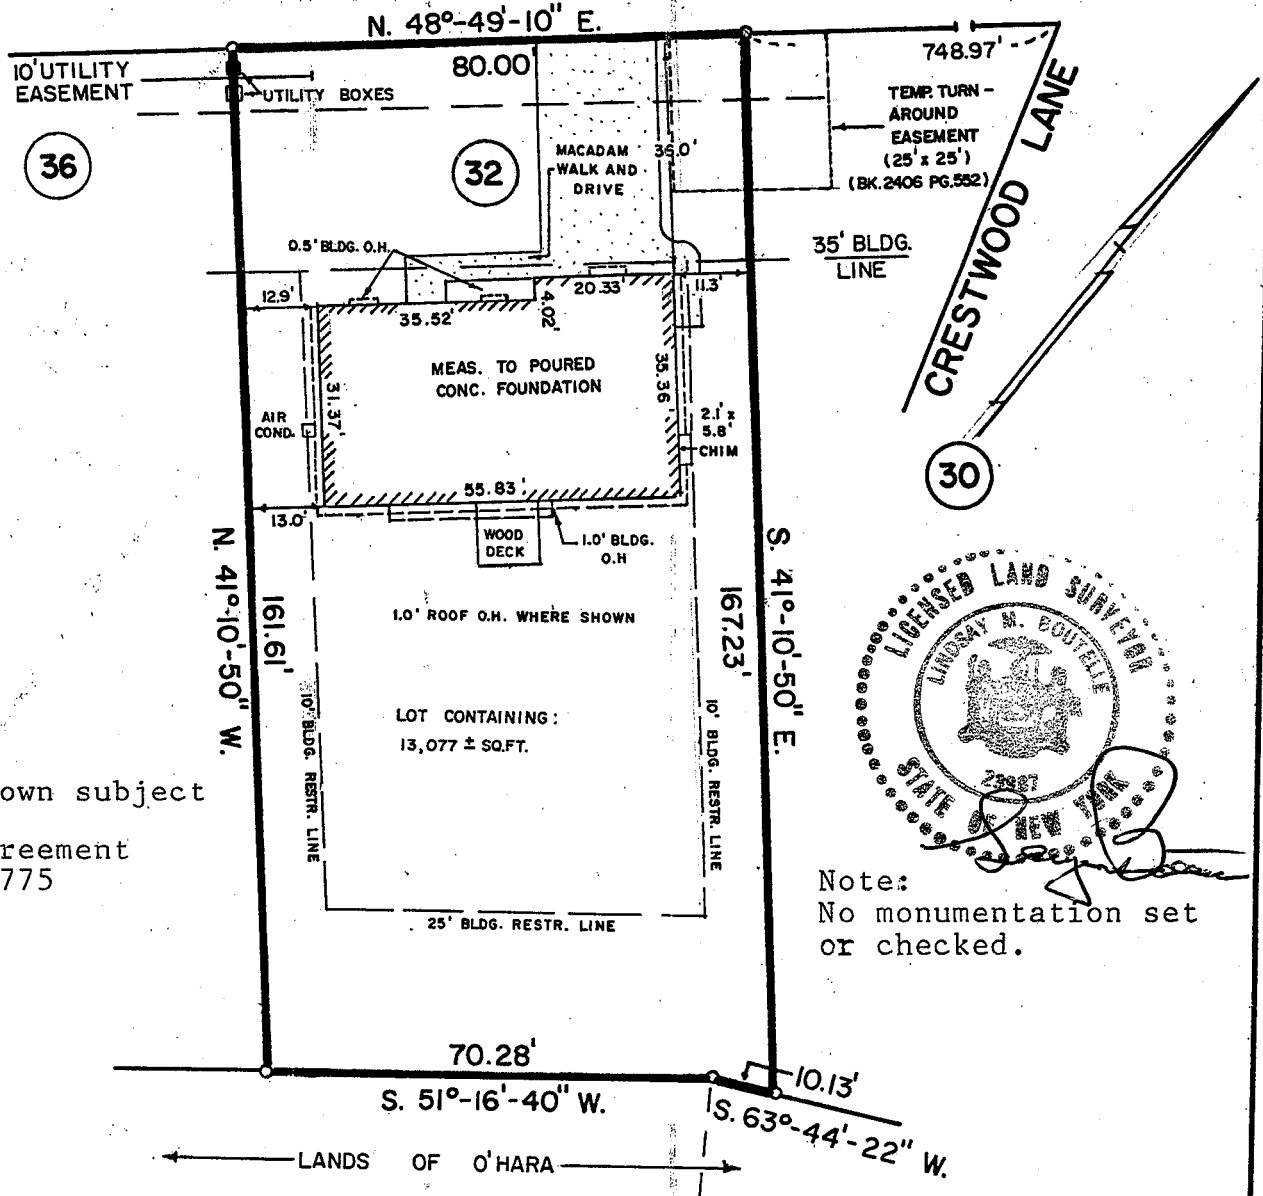 N. 48°-49'-10" E.
80.00'
748.97'
10' UTILITY
EASEMENT
UTILITY BOXES
36
32
MACADAM
WALK AND
DRIVE
36.0'
TEMP. TURN-
AROUND
EASEMENT
(25' x 25')
(BK.2406 PG.552)
CRESTWOOD LANE
0.5' BLDG. O.H.
35' BLDG.
LINE
12.9'
35.52'
4.02'
20.33'
11.3'
MEAS. TO POURED
CONC. FOUNDATION
31.37'
35.36
AIR
COND.
2.1' x
5.8'
CHIM
30
55.83'
13.0'
WOOD
DECK
1.0' BLDG.
O.H
N. 41°-10'-50" W.
161.61'
167.23'
S. 41°-10'-50" E.
1.0' ROOF O.H. WHERE SHOWN
LOT CONTAINING:
13,077 ± SQ.FT.
10' BLDG. RESTR. LINE
10' BLDG. RESTR. LINE
25' BLDG. RESTR. LINE
LICENSED LAND SURVEYOR
LINDSAY M. BOUTELLE
STATE OF NEW YORK
own subject
reement
775
Note:
No monumentation set
or checked.
70.28'
S. 51°-16'-40" W.
10.13'
S. 63°-44'-22" W.
LANDS OF O'HARA